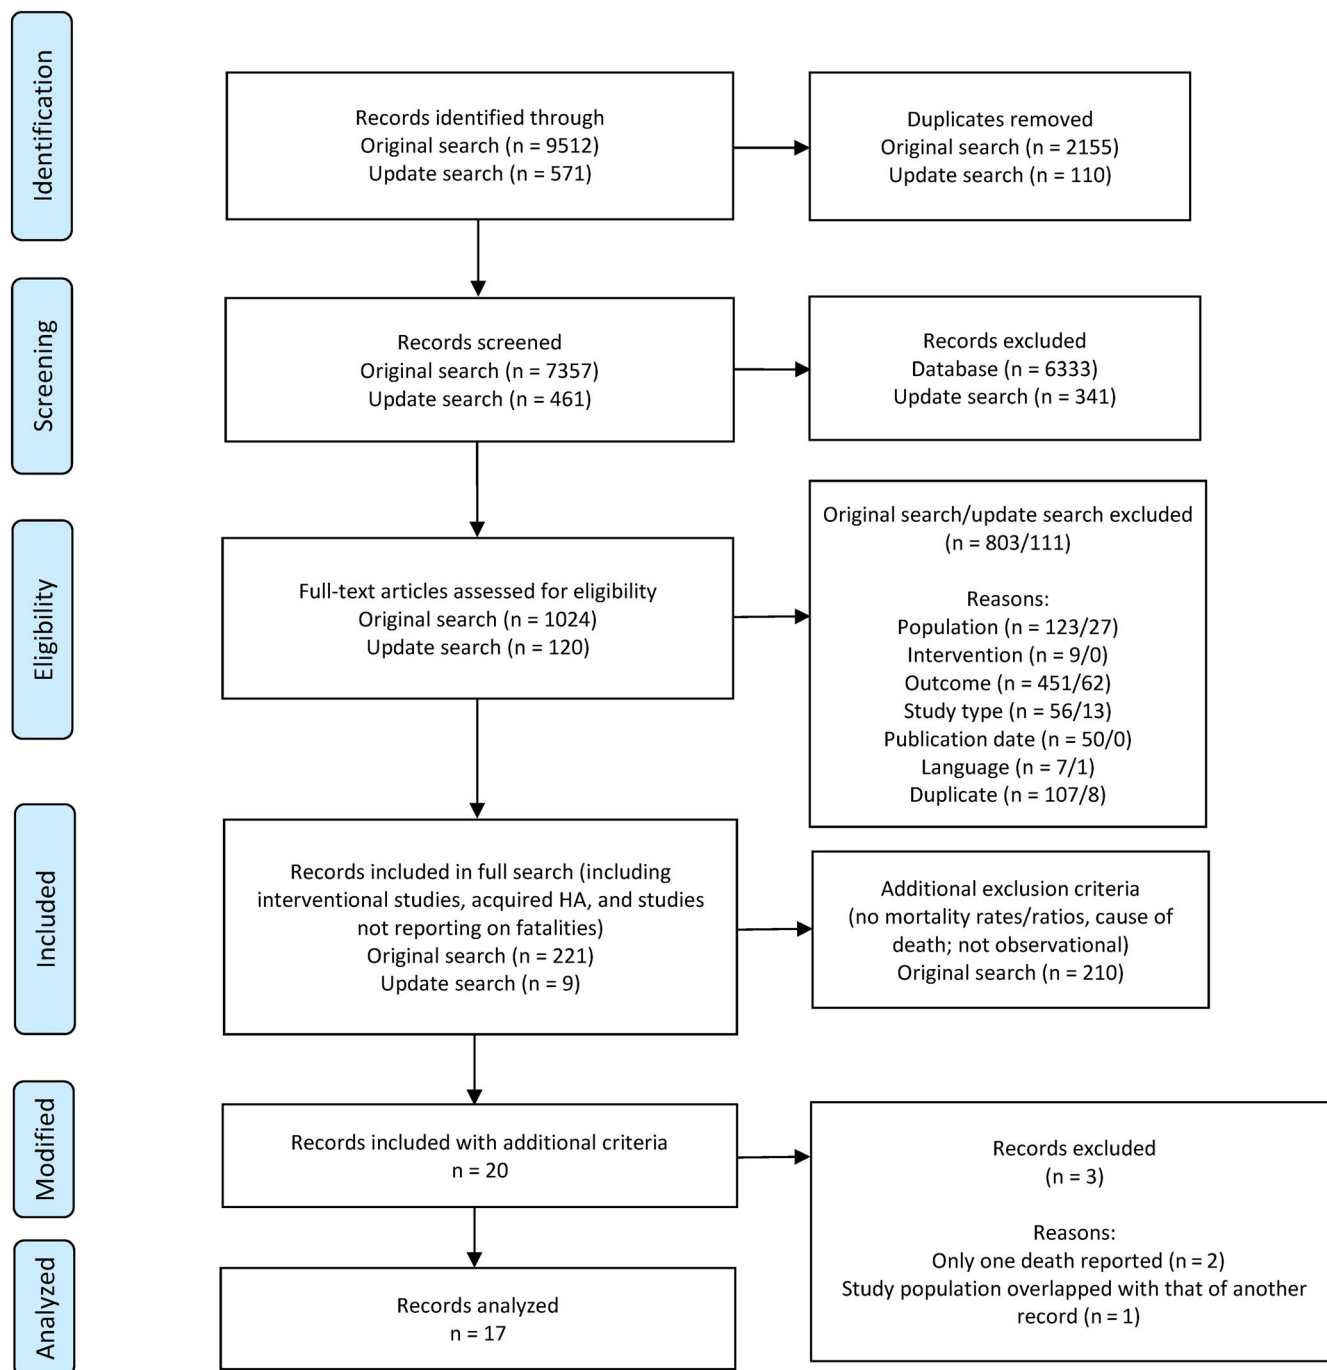 Identification
Records identified through
Original search (n = 9512)
Update search (n = 571)
Duplicates removed
Original search (n = 2155)
Update search (n = 110)
Screening
Records screened
Original search (n = 7357)
Update search (n = 461)
Records excluded
Database (n = 6333)
Update search (n = 341)
Eligibility
Full-text articles assessed for eligibility
Original search (n = 1024)
Update search (n = 120)
Original search/update search excluded
(n = 803/111)
Reasons:
Population (n = 123/27)
Intervention (n = 9/0)
Outcome (n = 451/62)
Study type (n = 56/13)
Publication date (n = 50/0)
Language (n = 7/1)
Duplicate (n = 107/8)
Included
Records included in full search (including
interventional studies, acquired HA, and studies
not reporting on fatalities)
Original search (n = 221)
Update search (n = 9)
Additional exclusion criteria
(no mortality rates/ratios, cause of
death; not observational)
Original search (n = 210)
Modified
Records included with additional criteria
n = 20
Records excluded
(n = 3)
Reasons:
Only one death reported (n = 2)
Study population overlapped with that of another
record (n = 1)
Analyzed
Records analyzed
n = 17